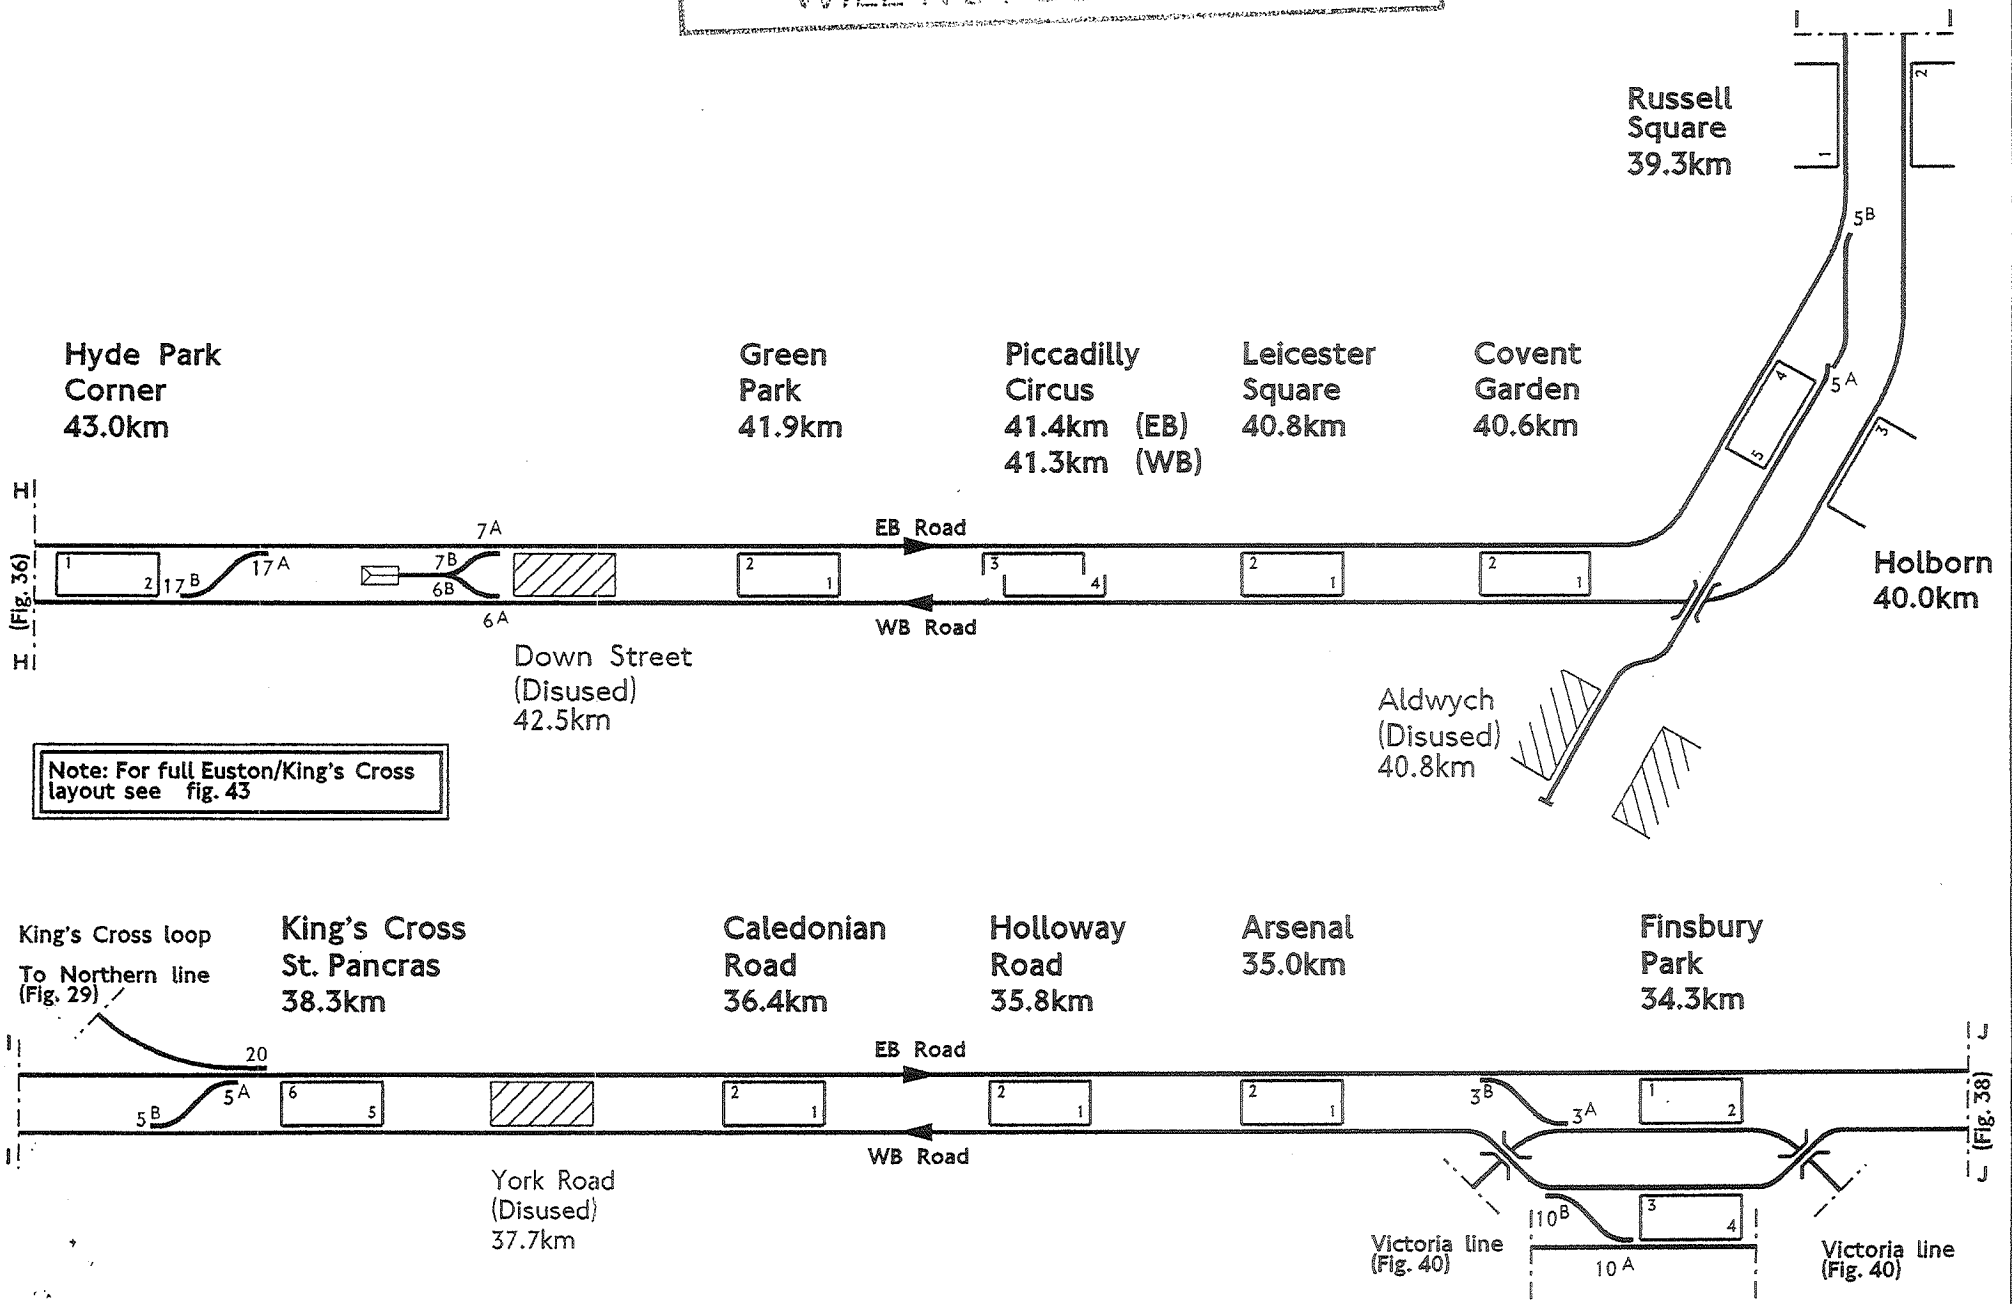 I I
Russell
Square
39.3km
1
2
5B
5A
4
5
3
Holborn
40.0km
Hyde Park
Corner
43.0km
Green
Park
41.9km
Piccadilly
Circus
41.4km (EB)
41.3km (WB)
Leicester
Square
40.8km
Covent
Garden
40.6km
H
(Fig. 36)
H
1
2
17B
17A
7A
7B
6B
6A
2
1
EB Road
WB Road
3
4
2
1
2
1
Down Street
(Disused)
42.5km
Aldwych
(Disused)
40.8km
Note: For full Euston/King's Cross
layout see fig. 43
King's Cross loop
To Northern line
(Fig. 29)
King's Cross
St. Pancras
38.3km
Caledonian
Road
36.4km
Holloway
Road
35.8km
Arsenal
35.0km
Finsbury
Park
34.3km
I
I
20
5A
5B
6
5
2
1
EB Road
WB Road
2
1
2
1
3B
3A
1
2
J
(Fig. 38)
J
York Road
(Disused)
37.7km
10B
3
4
10A
Victoria line
(Fig. 40)
Victoria line
(Fig. 40)